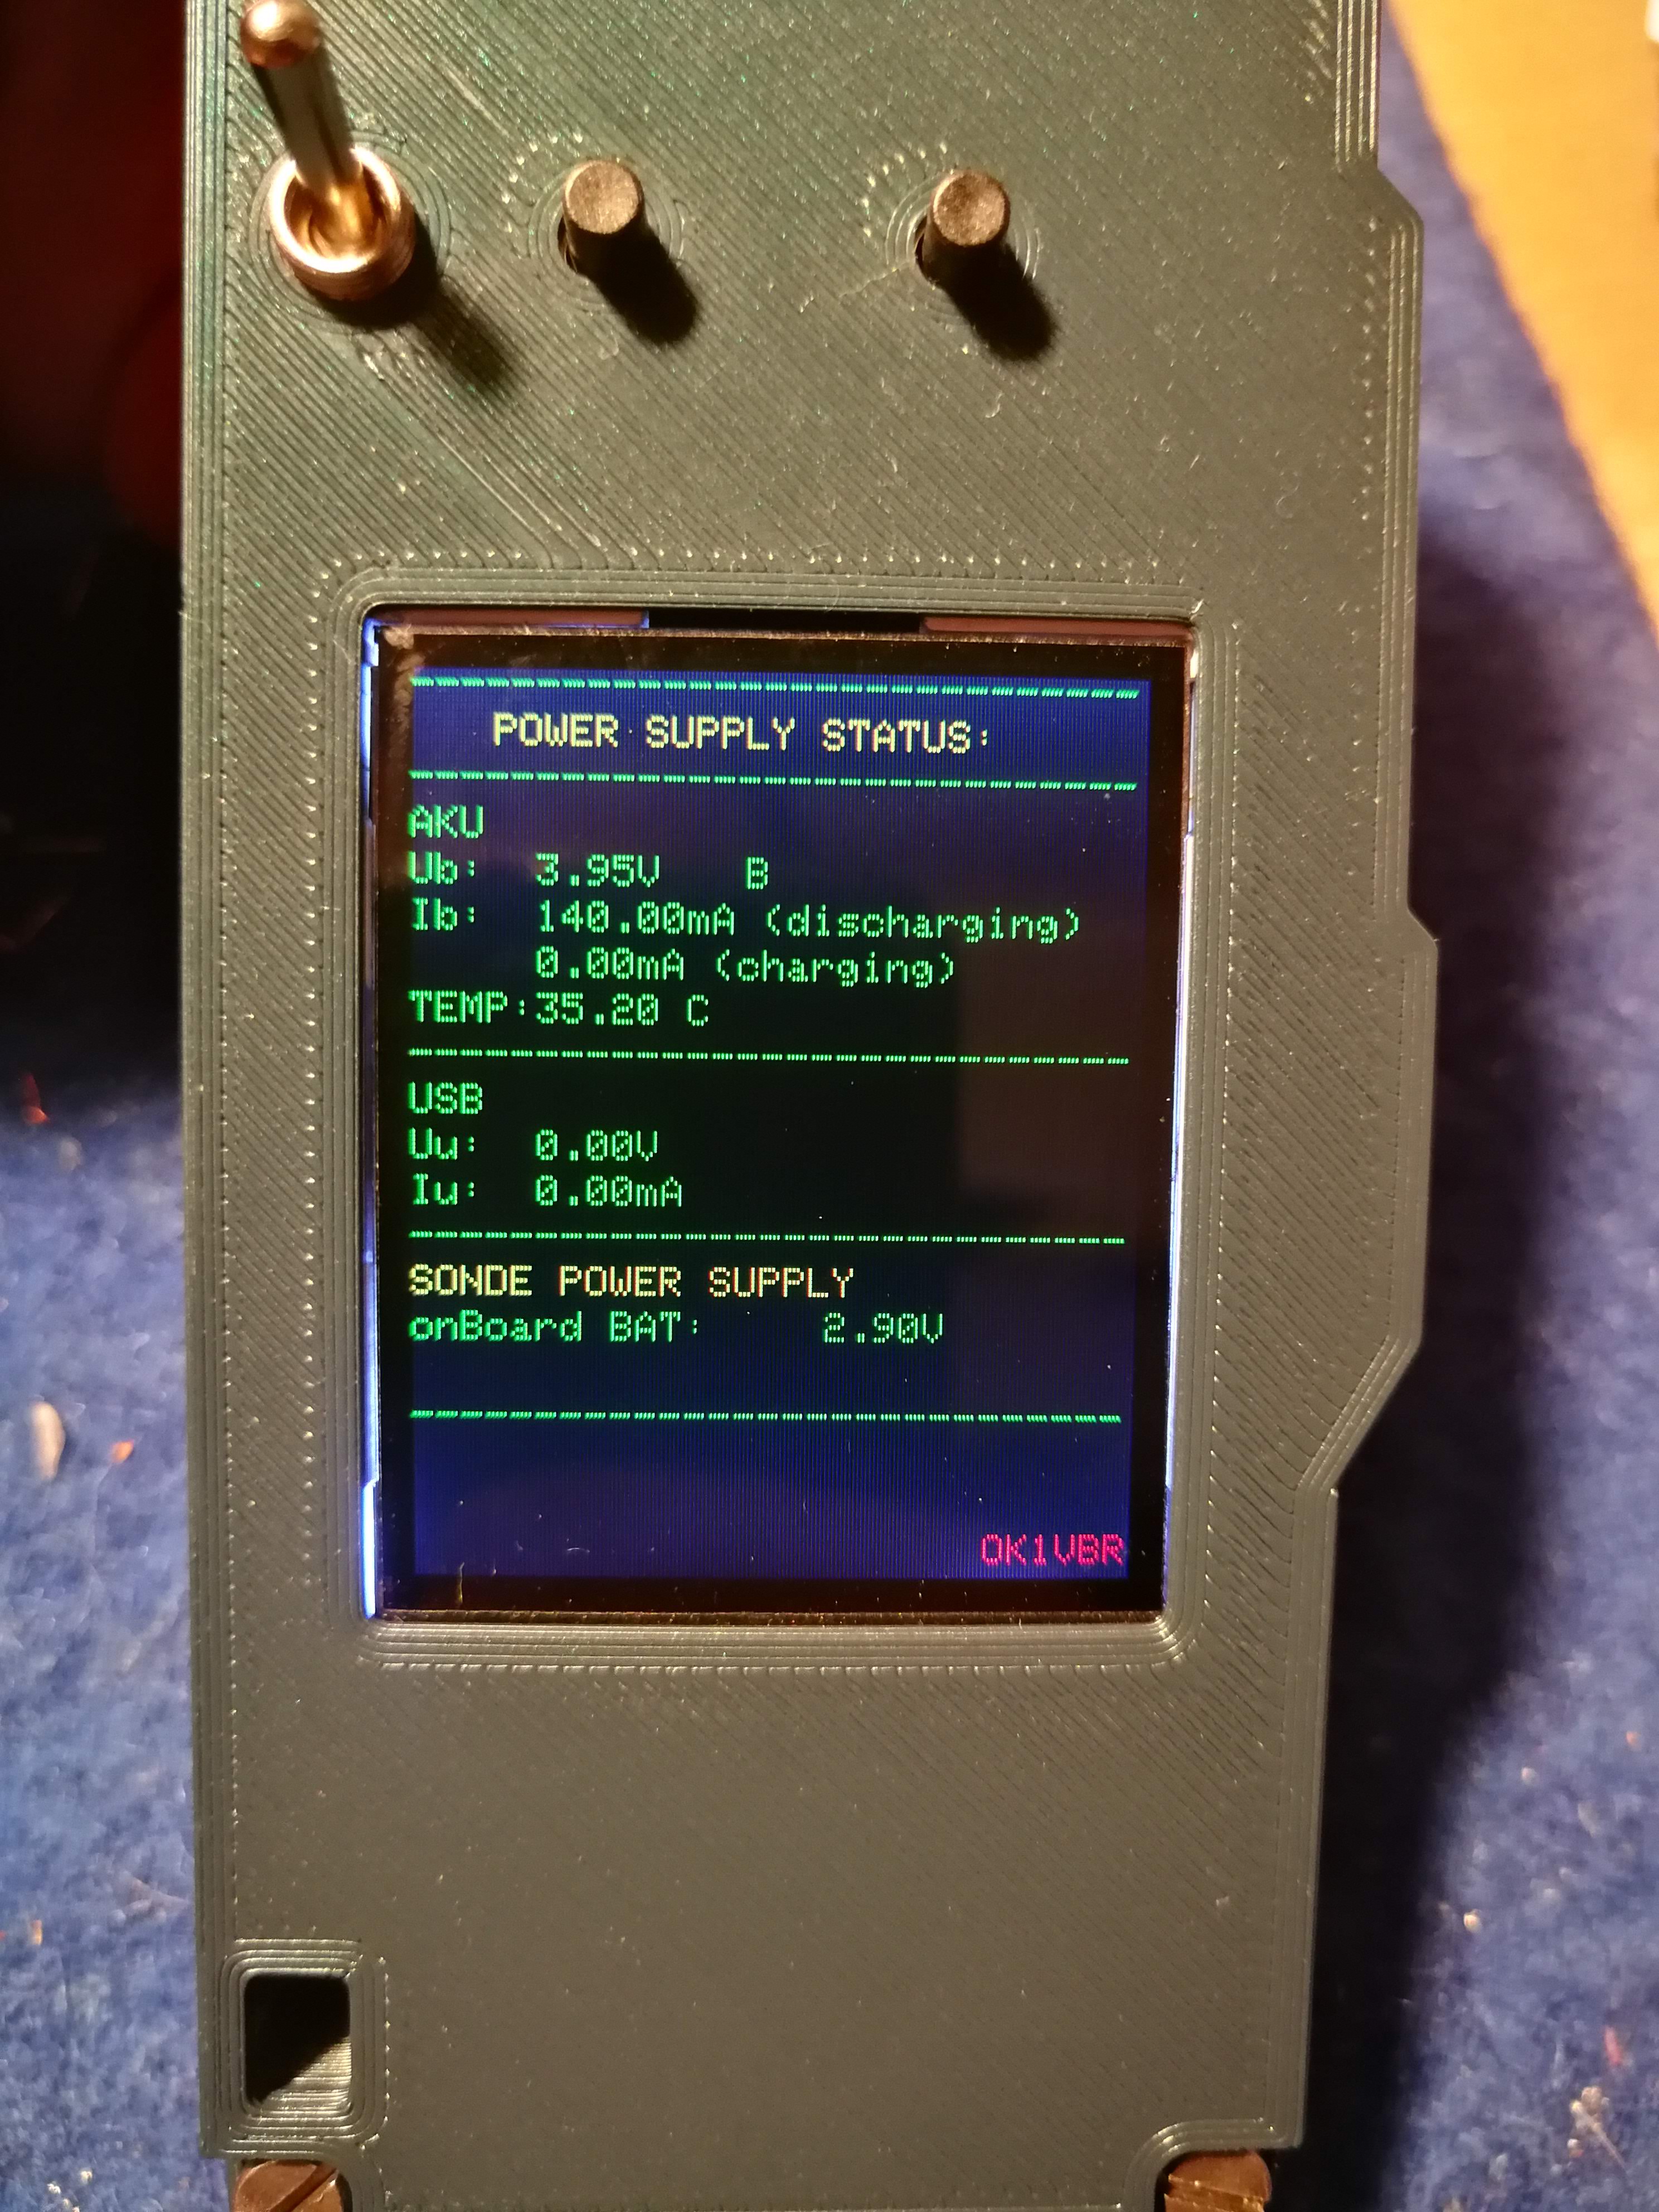 POWER SUPPLY STATUS:
AKU
Ub: 3.95V B
Ib: 140.00mA (discharging)
0.00mA (charging)
TEMP:35.20 C
USB
Uu: 0.00V
Iu: 0.00mA
SONDE POWER SUPPLY
onBoard BAT: 2.90V
OK1VBR